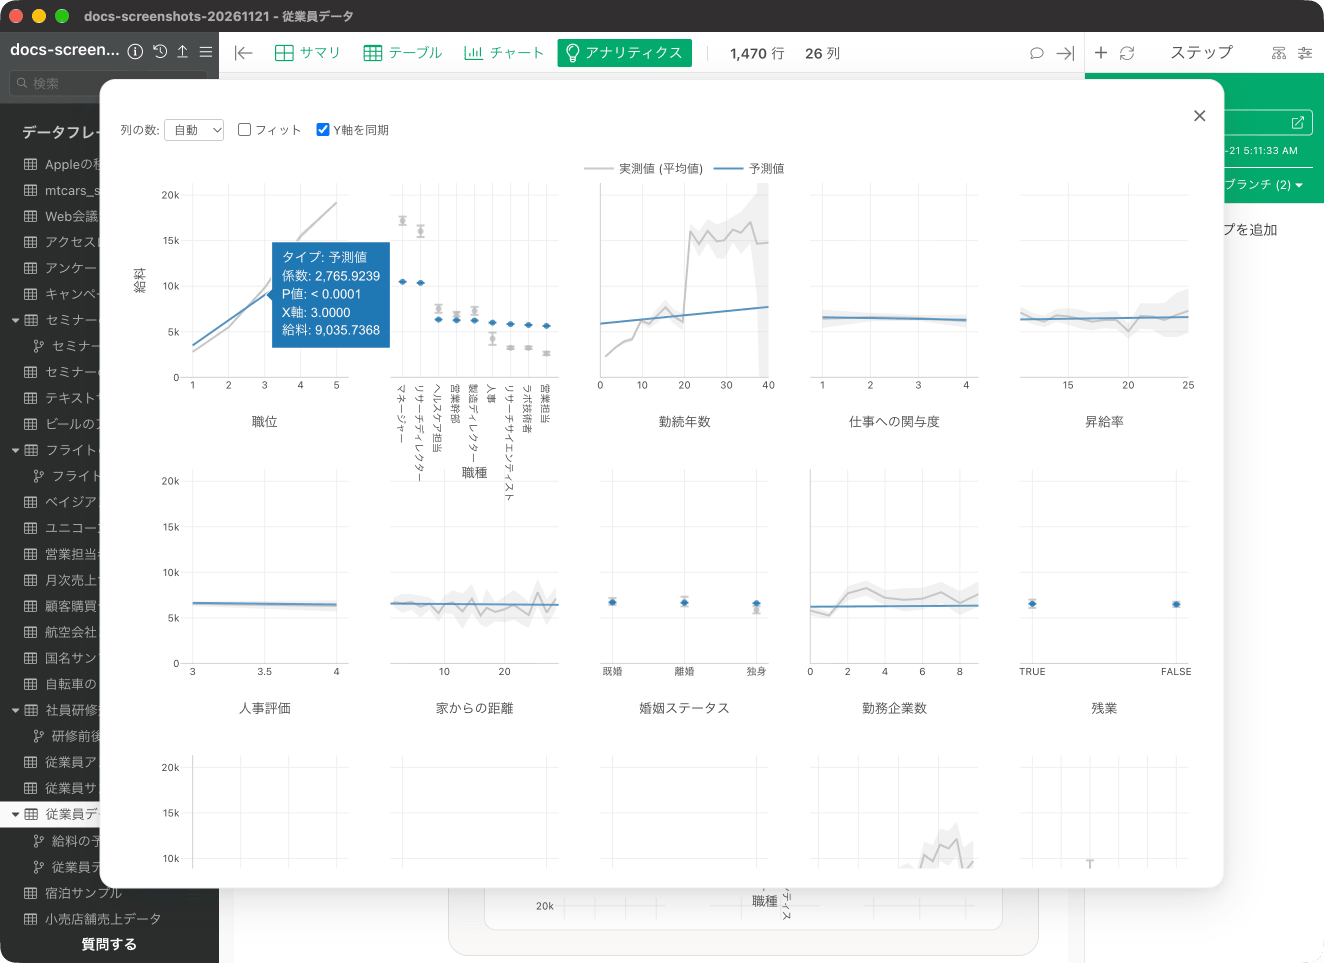 docs-screenshots-20261121 - 従業員データ
docs-screen...
サマリ
テーブル
チャート
アナリティクス
1,470 行
26 列
ステップ
検索
データフレ
Appleの
mtcars_s
Web会議
アクセス
アンケー
キャンペ
セミナー
セミナー
セミナー
テキスト
ビールの
フライト
フライト
ベイジア
ユニコー
営業担当
月次売上
顧客購買
航空会社
国名サン
自転車の
社員研修
研修前後
従業員ア
従業員サ
従業員デ
給料の予
従業員デ
宿泊サンプル
小売店舗売上データ
質問する
-21 5:11:33 AM
ブランチ (2)
プを追加
列の数:
自動
フィット
Y軸を同期
実測値 (平均値)
予測値
給料
20k
15k
10k
5k
0
1
2
3
4
5
職位
タイプ: 予測値
係数: 2,765.9239
P値: < 0.0001
X軸: 3.0000
給料: 9,035.7368
マネージャー
リサーチディレクター
ヘルスケア担当
営業幹部
製造ディレクター
人事
リサーチサイエンティスト
ラボ技術者
営業担当
職種
0
10
20
30
40
勤続年数
1
2
3
4
仕事への関与度
15
20
25
昇給率
20k
15k
10k
5k
0
3
3.5
4
人事評価
10
20
家からの距離
既婚
離婚
独身
婚姻ステータス
0
2
4
6
8
勤務企業数
TRUE
FALSE
残業
20k
15k
10k
20k
職種
ンティス